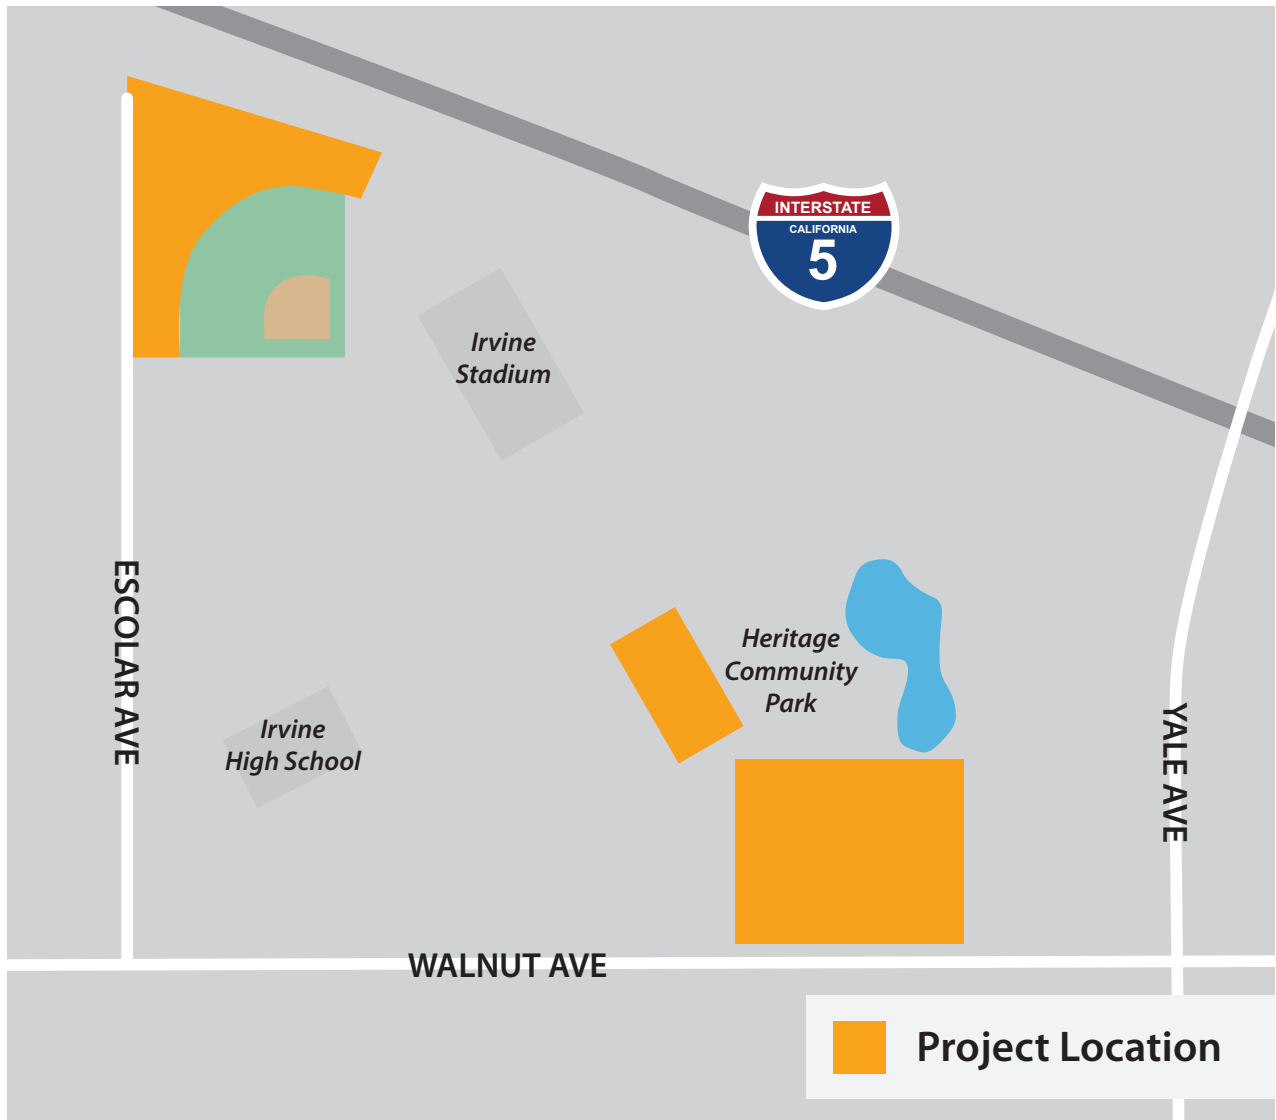 INTERSTATE
CALIFORNIA
5
Irvine
Stadium
ESCOLAR AVE
Heritage
Community
Park
Irvine
High School
YALE AVE
WALNUT AVE
Project Location